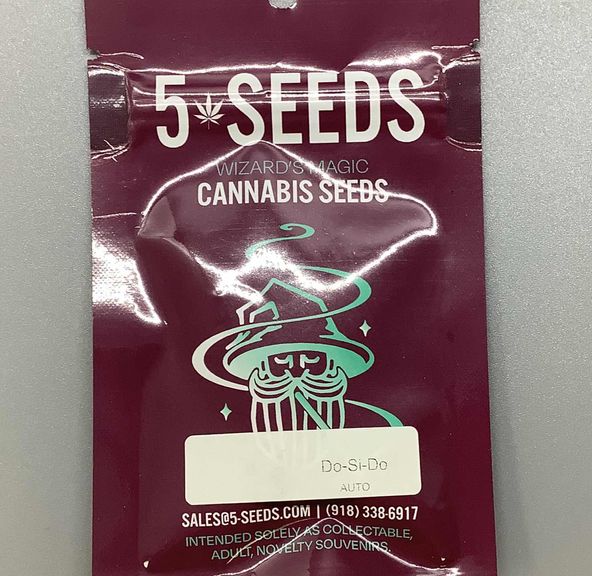 5 SEEDS
WIZARD'S MAGIC
CANNABIS SEEDS
Do-Si-Do
AUTO
SALES@5-SEEDS.COM | (918) 338-6917
INTENDED SOLELY AS COLLECTABLE,
ADULT, NOVELTY SOUVENIRS.